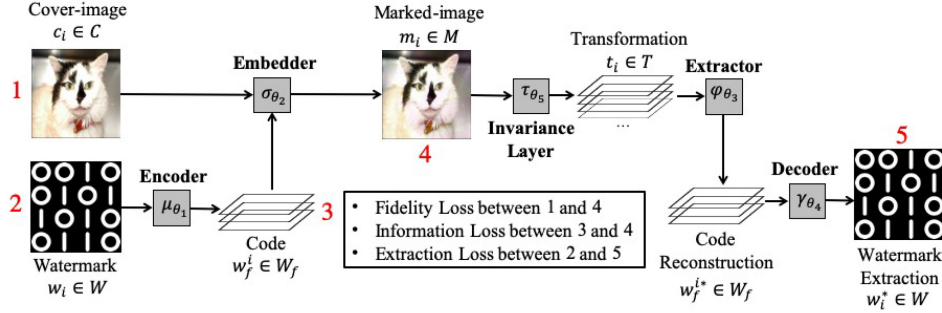 Cover-image
c_i ∈ C
Marked-image
m_i ∈ M
Transformation
t_i ∈ T
Embedder
σ_θ2
Extractor
φ_θ3
1
τ_θ5
...
Invariance
Layer
4
5
2
Encoder
μ_θ1
3
Decoder
γ_θ4
• Fidelity Loss between 1 and 4
• Information Loss between 3 and 4
• Extraction Loss between 2 and 5
Watermark
w_i ∈ W
Code
w_f^i ∈ W_f
Code
Reconstruction
w_f^{i*} ∈ W_f
Watermark
Extraction
w_i^* ∈ W